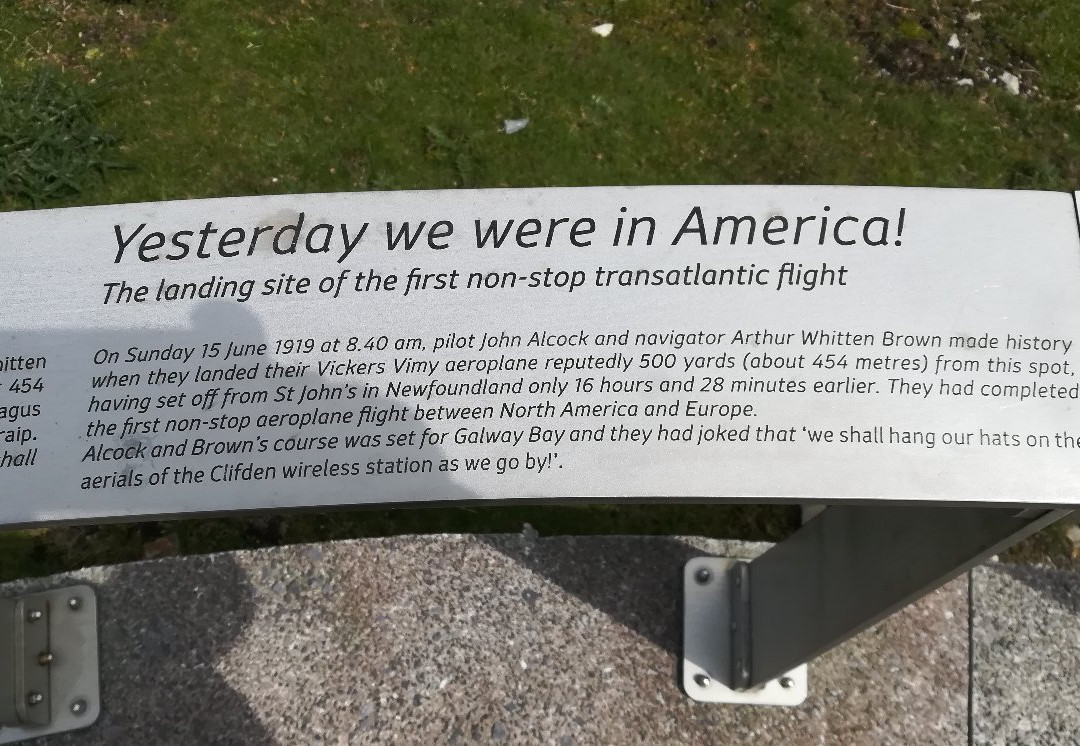 Yesterday we were in America!
The landing site of the first non-stop transatlantic flight
On Sunday 15 June 1919 at 8.40 am, pilot John Alcock and navigator Arthur Whitten Brown made history
when they landed their Vickers Vimy aeroplane reputedly 500 yards (about 454 metres) from this spot,
having set off from St John's in Newfoundland only 16 hours and 28 minutes earlier. They had completed
the first non-stop aeroplane flight between North America and Europe.
Alcock and Brown's course was set for Galway Bay and they had joked that 'we shall hang our hats on the
aerials of the Clifden wireless station as we go by!'.
454